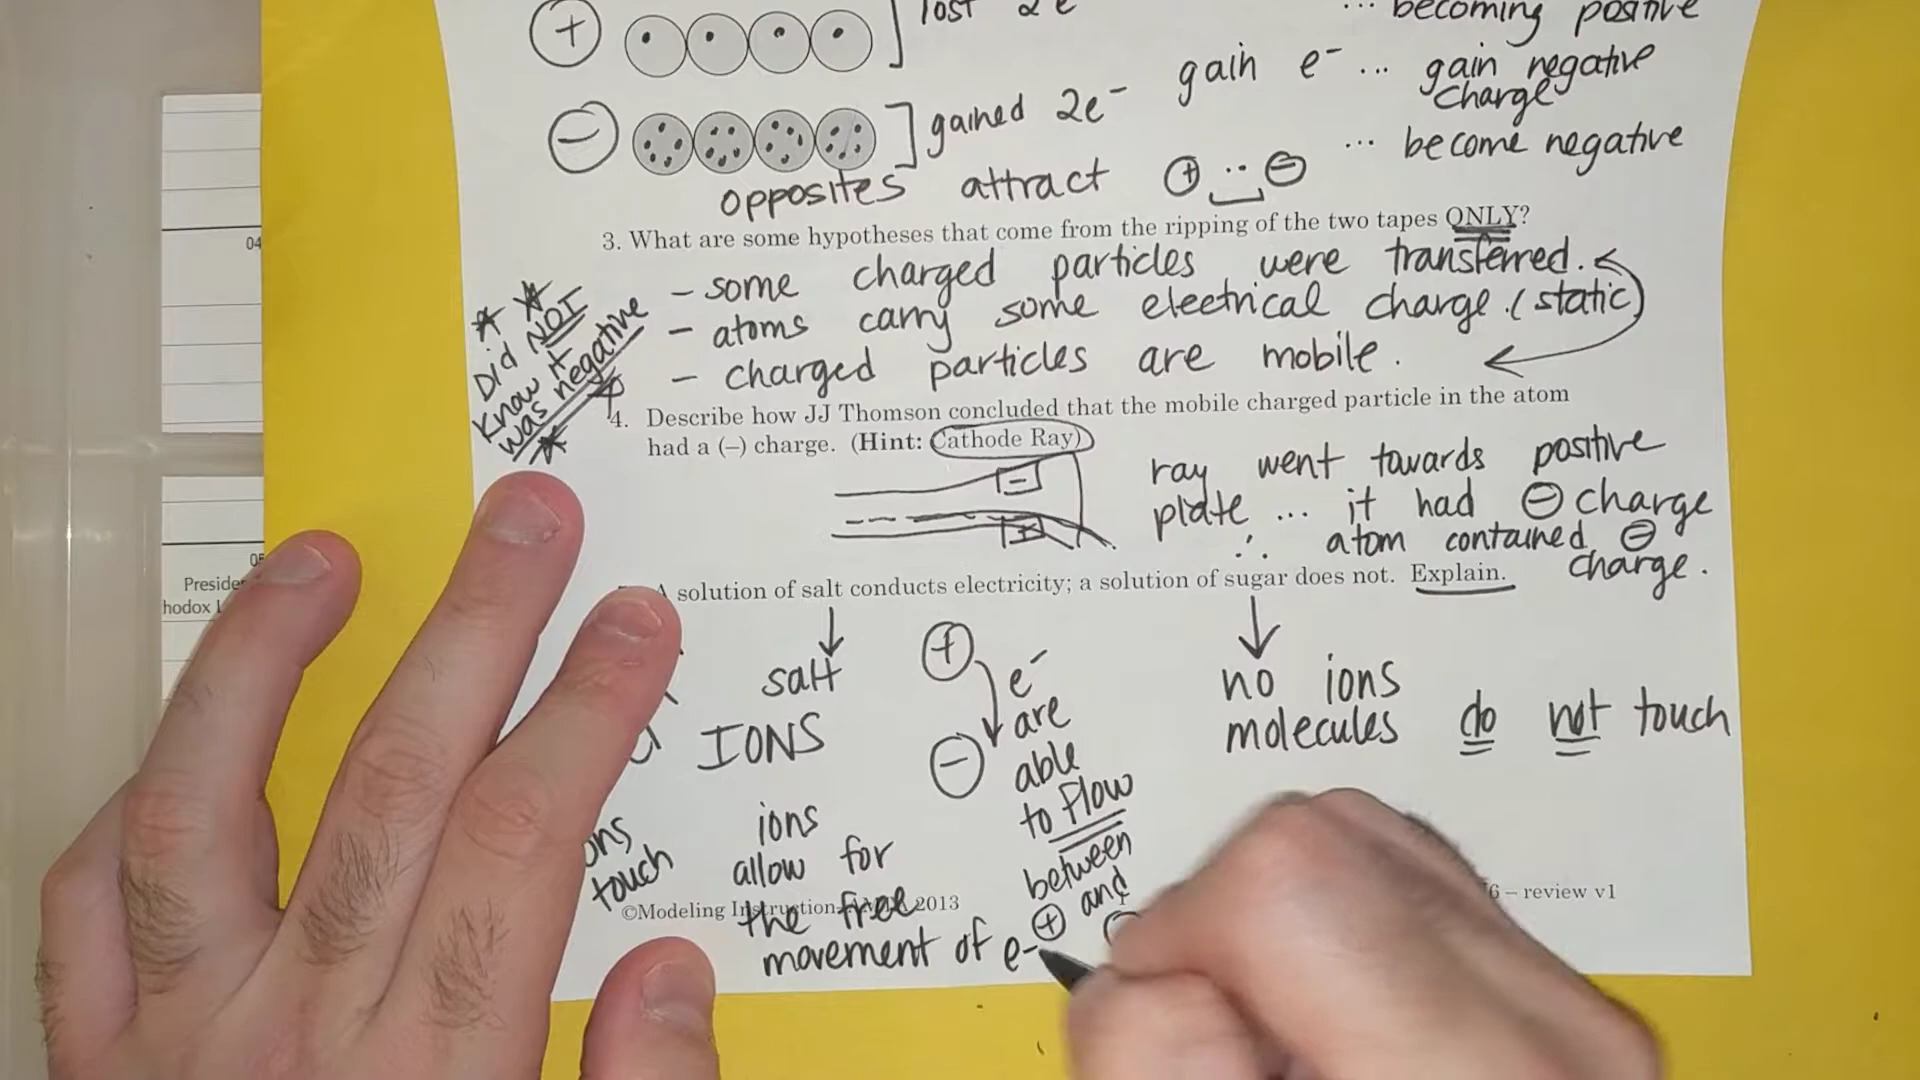 + lost 2e
... becoming positive
gain e⁻ ... gain negative
charge
− ] gained 2e⁻
... become negative
opposites attract + ‥ −
3. What are some hypotheses that come from the ripping of the two tapes ONLY?
- some charged particles were transferred.
- atoms carry some electrical charge. (static)
- charged particles are mobile.
Did NOT
know it
was negative
4. Describe how JJ Thomson concluded that the mobile charged particle in the atom
had a (–) charge. (Hint: Cathode Ray)
−
+
ray went towards positive
plate ... it had ⊖ charge
∴ atom contained ⊖
charge.
A solution of salt conducts electricity; a solution of sugar does not. Explain.
salt
IONS
ions
allow for
the free
movement of e-
touch
+
−
e⁻
are
able
to flow
between
+ and
no ions
molecules do not touch
©Modeling Instruction 2013
6 – review v1
04
05
Preside
hodox